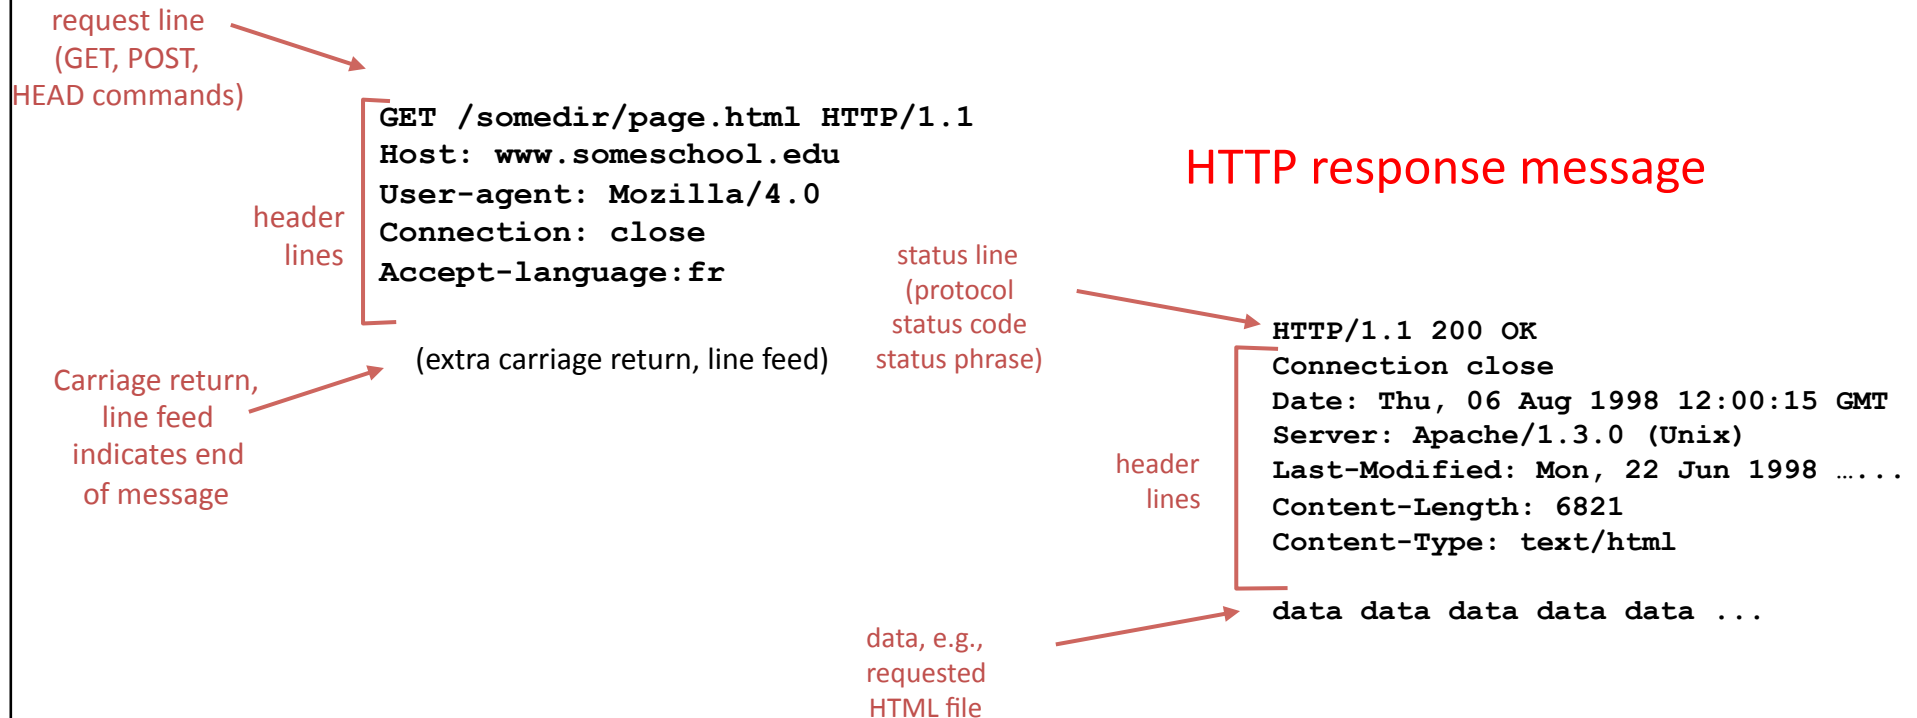 request line
(GET, POST,
HEAD commands)
GET /somedir/page.html HTTP/1.1
Host: www.someschool.edu
User-agent: Mozilla/4.0
Connection: close
Accept-language:fr
header
lines
(extra carriage return, line feed)
Carriage return,
line feed
indicates end
of message
HTTP response message
status line
(protocol
status code
status phrase)
HTTP/1.1 200 OK
Connection close
Date: Thu, 06 Aug 1998 12:00:15 GMT
Server: Apache/1.3.0 (Unix)
Last-Modified: Mon, 22 Jun 1998 …...
Content-Length: 6821
Content-Type: text/html
header
lines
data data data data data ...
data, e.g.,
requested
HTML file